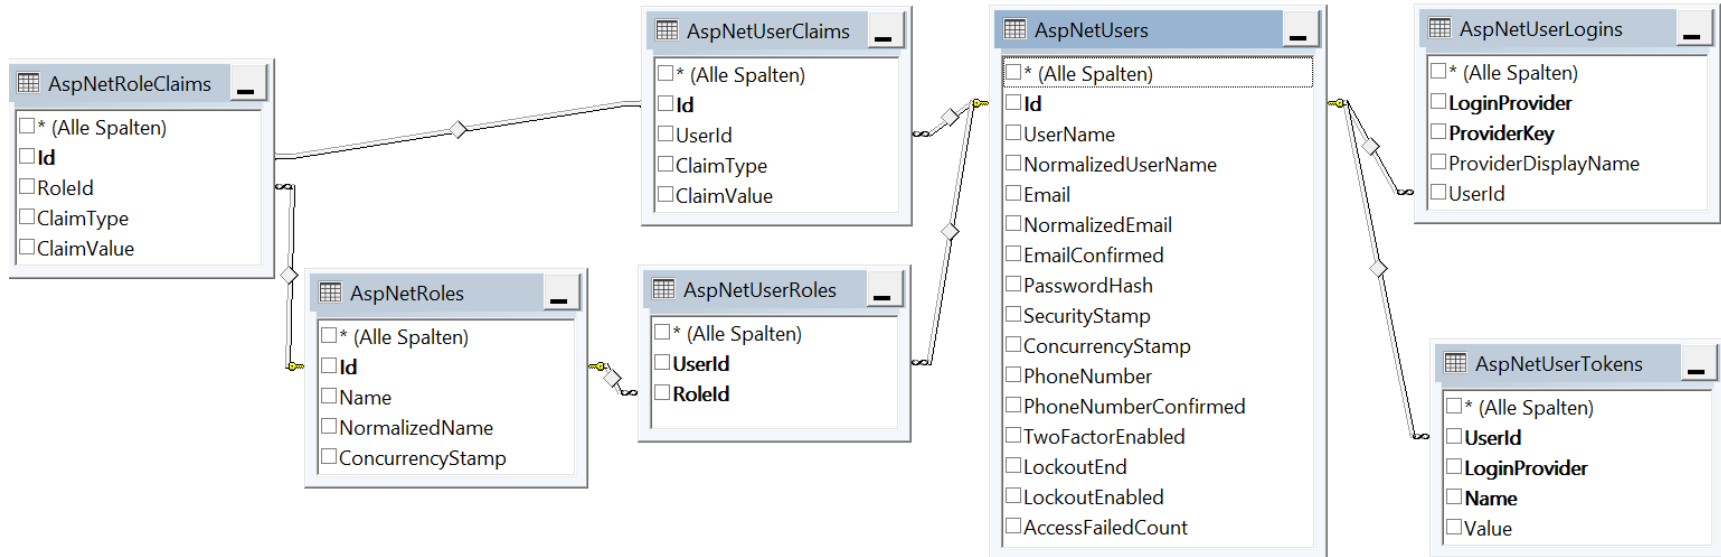 AspNetRoleClaims
* (Alle Spalten)
Id
RoleId
ClaimType
ClaimValue
AspNetRoles
* (Alle Spalten)
Id
Name
NormalizedName
ConcurrencyStamp
AspNetUserClaims
* (Alle Spalten)
Id
UserId
ClaimType
ClaimValue
AspNetUserRoles
* (Alle Spalten)
UserId
RoleId
AspNetUsers
* (Alle Spalten)
Id
UserName
NormalizedUserName
Email
NormalizedEmail
EmailConfirmed
PasswordHash
SecurityStamp
ConcurrencyStamp
PhoneNumber
PhoneNumberConfirmed
TwoFactorEnabled
LockoutEnd
LockoutEnabled
AccessFailedCount
AspNetUserLogins
* (Alle Spalten)
LoginProvider
ProviderKey
ProviderDisplayName
UserId
AspNetUserTokens
* (Alle Spalten)
UserId
LoginProvider
Name
Value